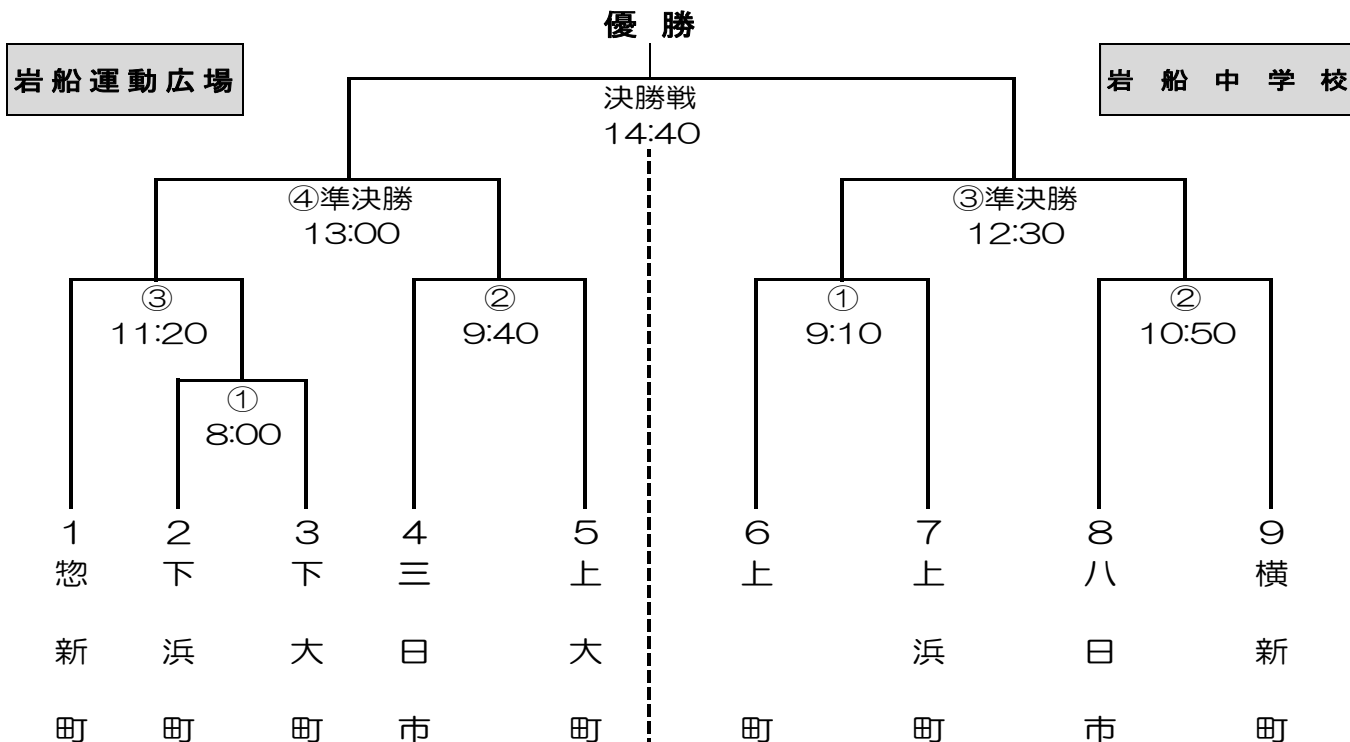 優勝
岩船運動広場
岩船中学校
決勝戦
14:40
④準決勝
13:00
③準決勝
12:30
③
11:20
②
9:40
①
9:10
②
10:50
①
8:00
1
惣新町
2
下浜町
3
下大町
4
三日市
5
上大町
6
上町
7
上浜町
8
八日市
9
横新町